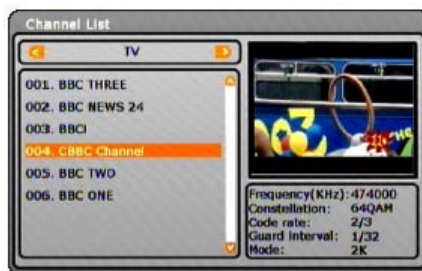 Channel List
TV
001. BBC THREE
002. BBC NEWS 24
003. BBCI
004. CBBC Channel
005. BBC TWO
006. BBC ONE
Frequency(KHz): 474000
Constellation: 64QAM
Code rate: 2/3
Guard Interval: 1/32
Mode: 2K